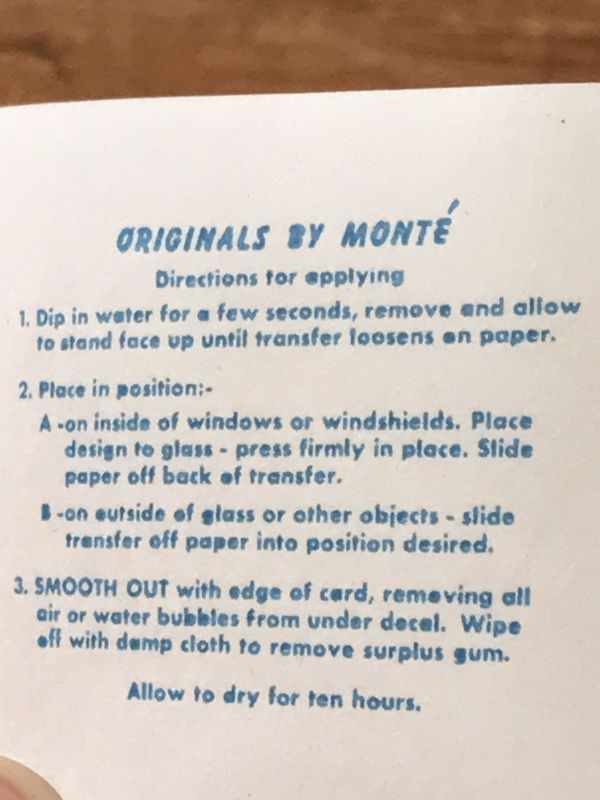 ORIGINALS BY MONTÉ
Directions for applying
1. Dip in water for a few seconds, remove and allow
to stand face up until transfer loosens on paper.
2. Place in position:-
A -on inside of windows or windshields. Place
design to glass - press firmly in place. Slide
paper off back of transfer.
B -on outside of glass or other objects - slide
transfer off paper into position desired.
3. SMOOTH OUT with edge of card, removing all
air or water bubbles from under decal. Wipe
off with damp cloth to remove surplus gum.
Allow to dry for ten hours.